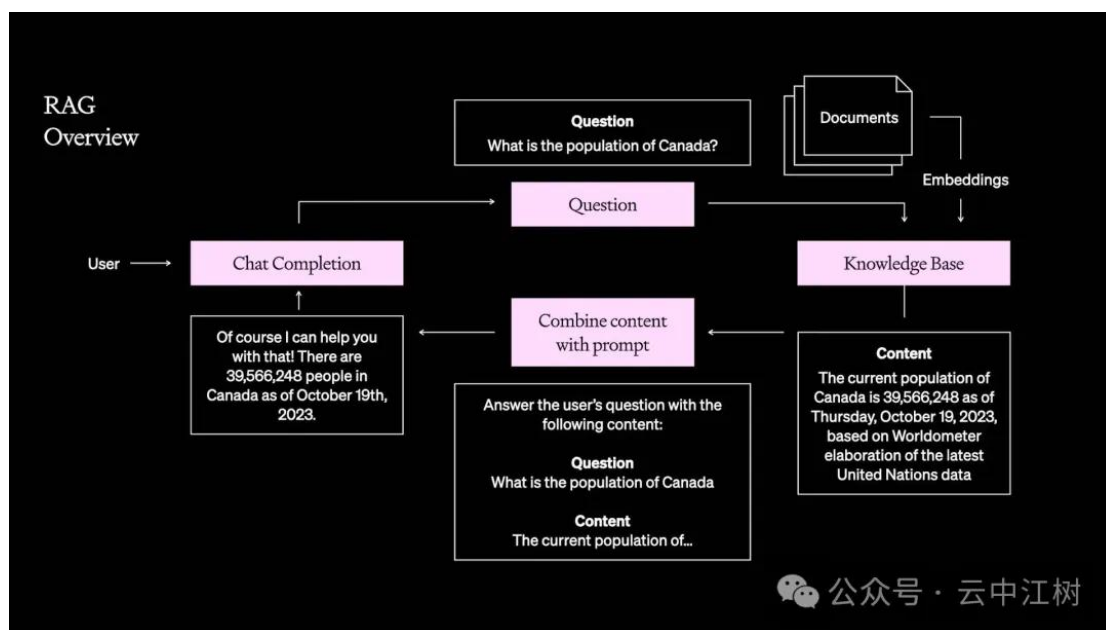 RAG
Overview
Question
What is the population of Canada?
Documents
Embeddings
Question
User
Chat Completion
Knowledge Base
Of course I can help you
with that! There are
39,566,248 people in
Canada as of October 19th,
2023.
Combine content
with prompt
Answer the user’s question with the
following content:
Question
What is the population of Canada
Content
The current population of...
Content
The current population of
Canada is 39,566,248 as of
Thursday, October 19, 2023,
based on Worldometer
elaboration of the latest
United Nations data
公众号 · 云中江树